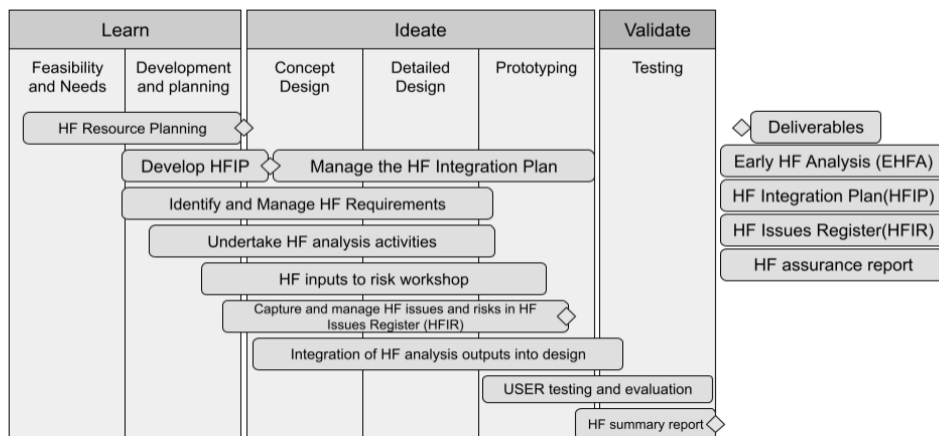 Learn
Ideate
Validate
Feasibility
and Needs
Development
and planning
Concept
Design
Detailed
Design
Prototyping
Testing
HF Resource Planning
Develop HFIP
Manage the HF Integration Plan
Identify and Manage HF Requirements
Undertake HF analysis activities
HF inputs to risk workshop
Capture and manage HF issues and risks in HF
Issues Register (HFIR)
Integration of HF analysis outputs into design
USER testing and evaluation
HF summary report
Deliverables
Early HF Analysis (EHFA)
HF Integration Plan(HFIP)
HF Issues Register(HFIR)
HF assurance report